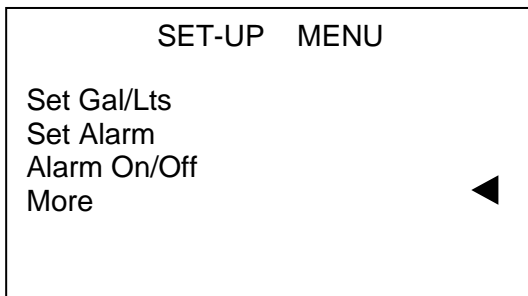 SET-UP MENU
Set Gal/Lts
Set Alarm
Alarm On/Off
More